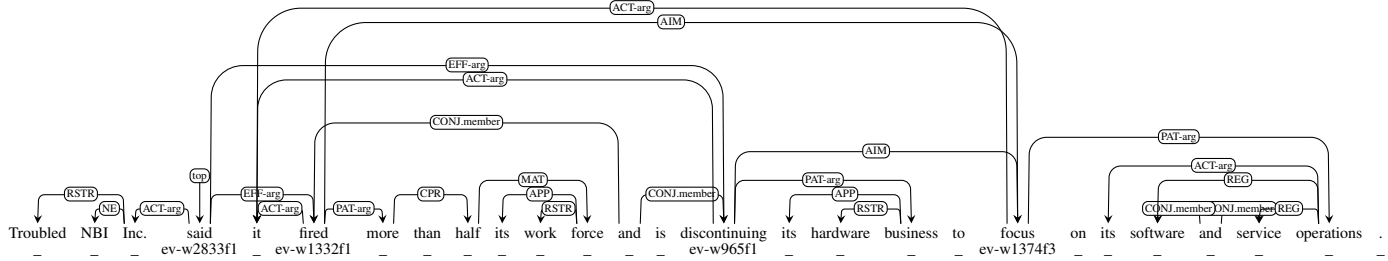 ACT-arg
AIM
EFF-arg
ACT-arg
CONJ.member
PAT-arg
AIM
top ACT-arg
RSTR EFF-arg CPR MAT CONJ.member PAT-arg REG
NE ACT-arg ACT-arg PAT-arg APP RSTR APP RSTR CONJ.member ONJ.member REG
Troubled NBI Inc. said it fired more than half its work force and is discontinuing its hardware business to focus on its software and service operations .
_ _ _ ev-w2833f1 _ ev-w1332f1 _ _ _ _ _ _ _ _ ev-w965f1 _ _ _ _ ev-w1374f3 _ _ _ _ _ _ _